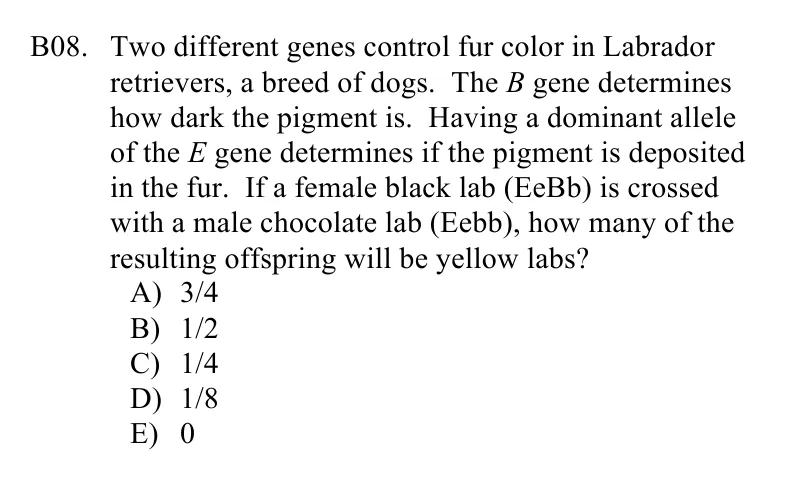 B08. Two different genes control fur color in Labrador
retrievers, a breed of dogs. The B gene determines
how dark the pigment is. Having a dominant allele
of the E gene determines if the pigment is deposited
in the fur. If a female black lab (EeBb) is crossed
with a male chocolate lab (Eebb), how many of the
resulting offspring will be yellow labs?
A) 3/4
B) 1/2
C) 1/4
D) 1/8
E) 0